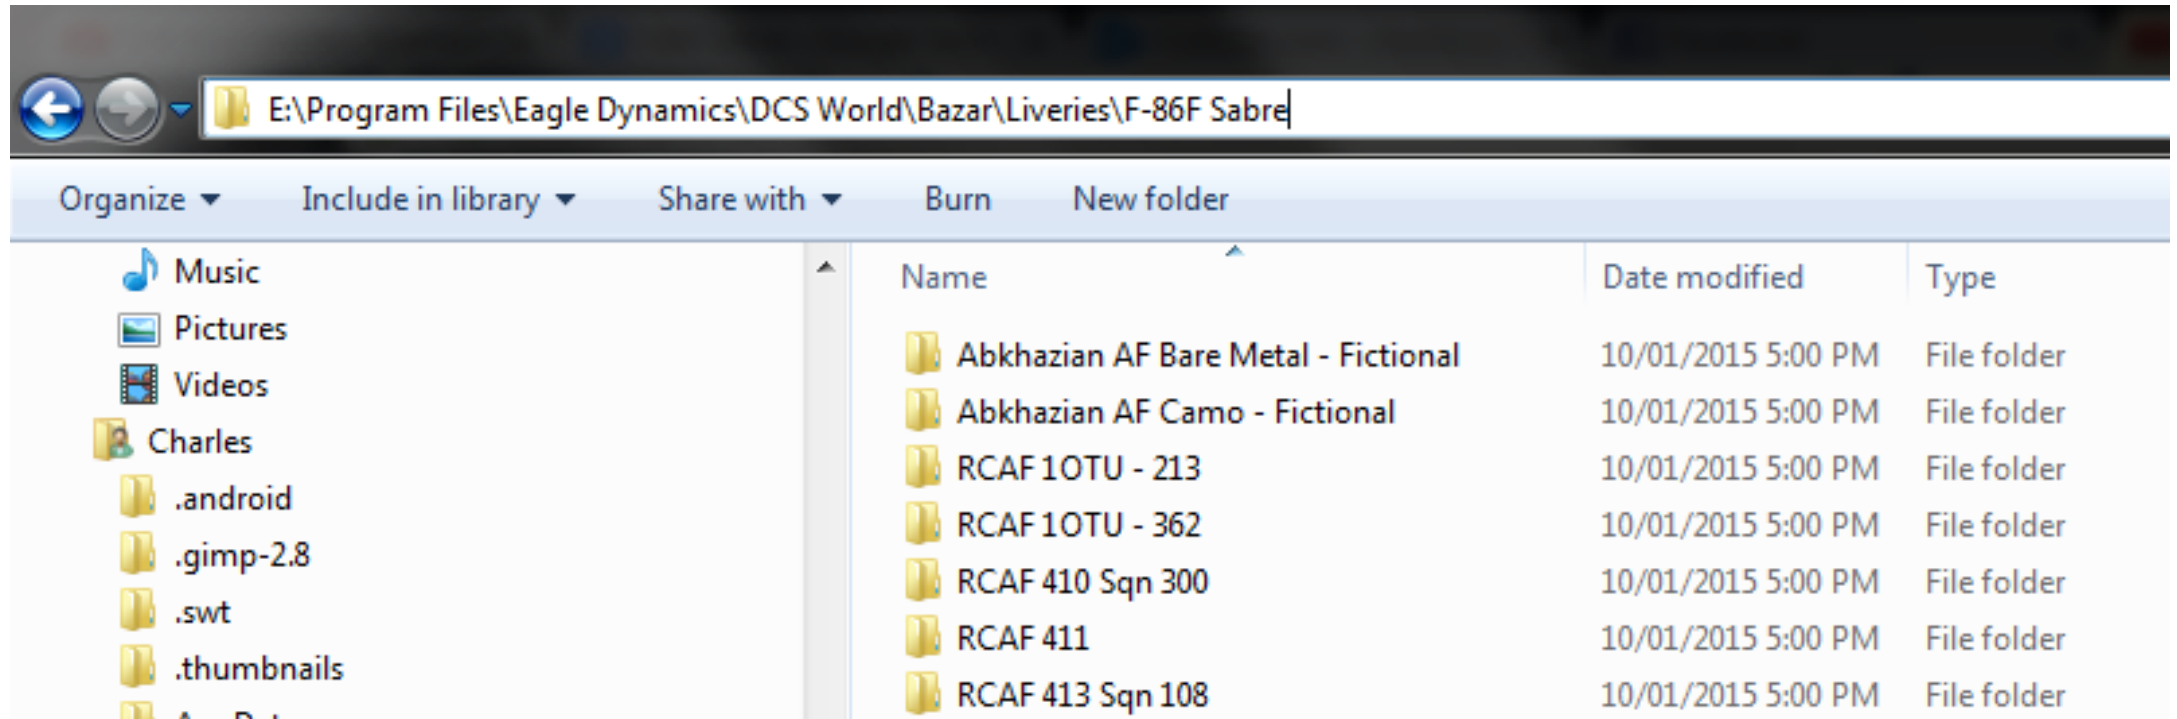 E:\Program Files\Eagle Dynamics\DCS World\Bazar\Liveries\F-86F Sabre
Organize Include in library Share with Burn New folder
Music
Pictures
Videos
Charles
.android
.gimp-2.8
.swt
.thumbnails
Name Date modified Type
Abkhazian AF Bare Metal - Fictional 10/01/2015 5:00 PM File folder
Abkhazian AF Camo - Fictional 10/01/2015 5:00 PM File folder
RCAF 1OTU - 213 10/01/2015 5:00 PM File folder
RCAF 1OTU - 362 10/01/2015 5:00 PM File folder
RCAF 410 Sqn 300 10/01/2015 5:00 PM File folder
RCAF 411 10/01/2015 5:00 PM File folder
RCAF 413 Sqn 108 10/01/2015 5:00 PM File folder